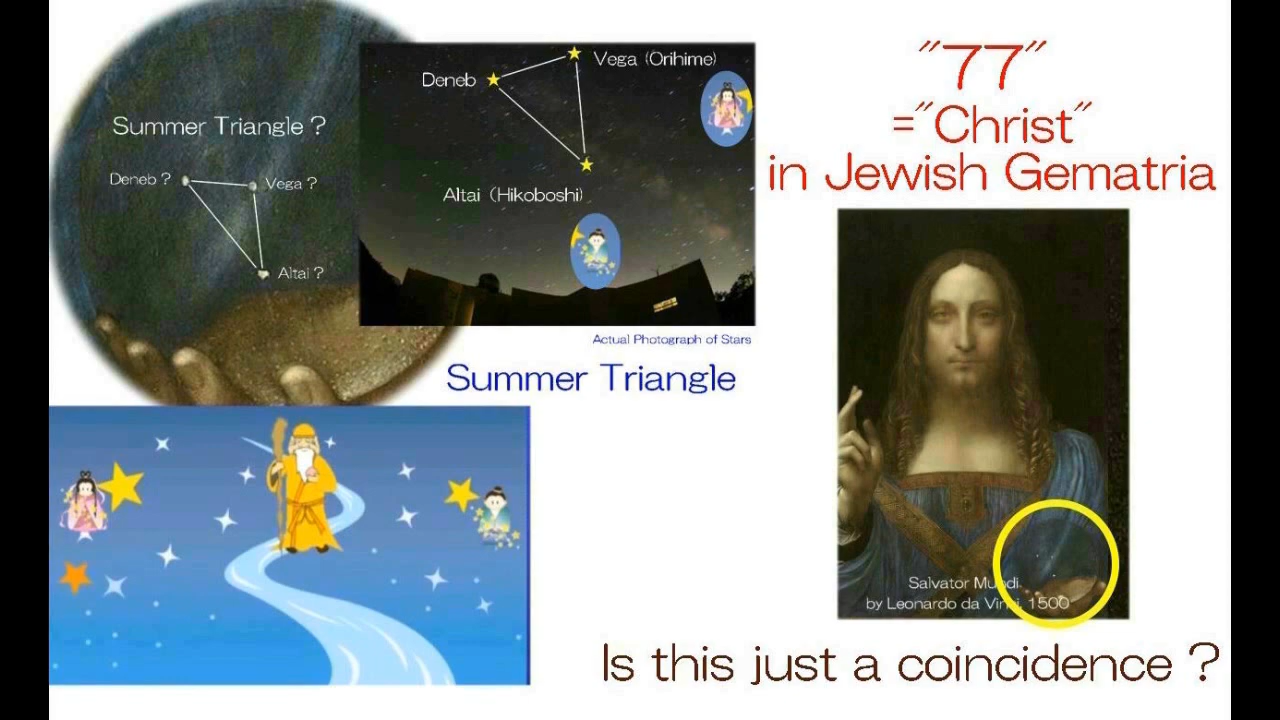 Summer Triangle ?
Deneb ?
Vega ?
Altai ?
Deneb
Vega (Orihime)
Altai (Hikoboshi)
Actual Photograph of Stars
Summer Triangle
"77"
="Christ"
in Jewish Gematria
Salvator Mundi
by Leonardo da Vinci, 1500
Is this just a coincidence ?